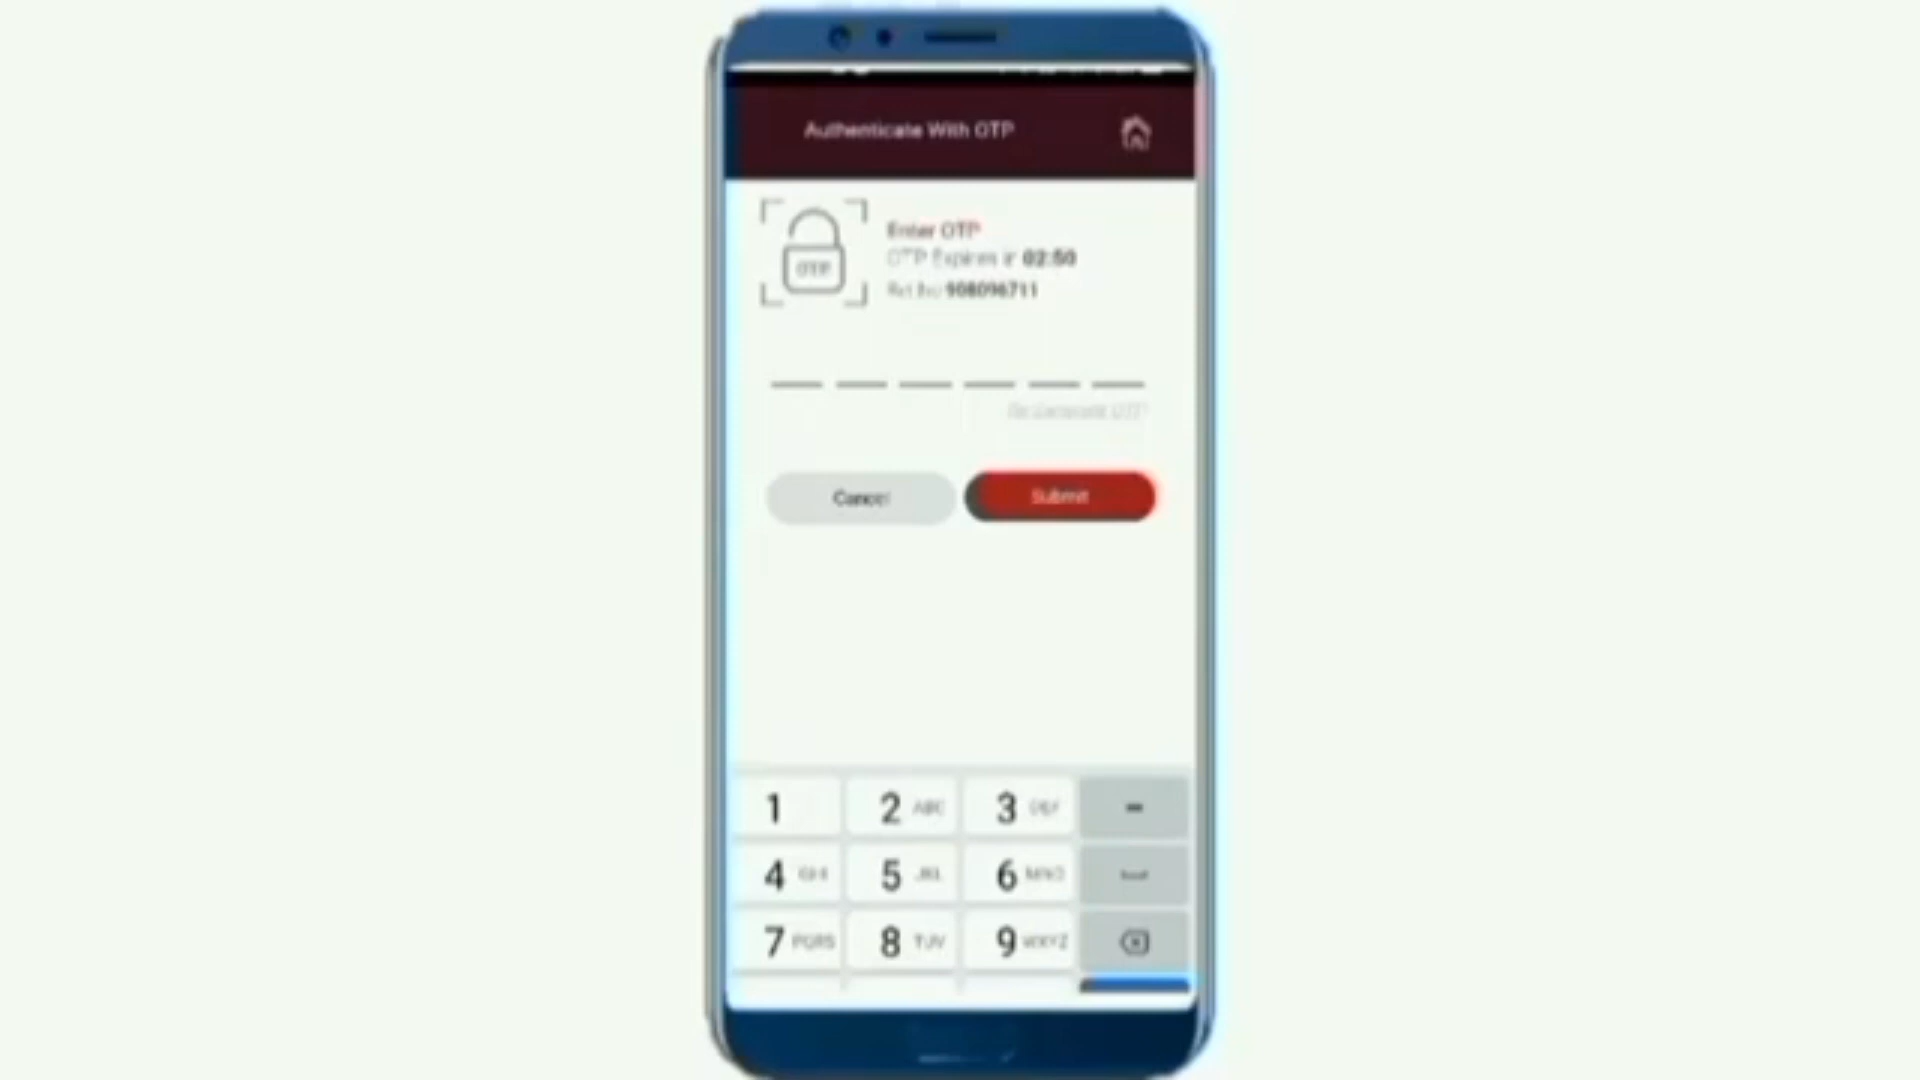 Authenticate With OTP
OTP
Enter OTP
OTP Expires in 02:50
Ref No 908096711
Re Generate OTP
Cancel
Submit
1
2 ABC
3 DEF
-
4 GHI
5 JKL
6 MNO
7 PQRS
8 TUV
9 WXYZ